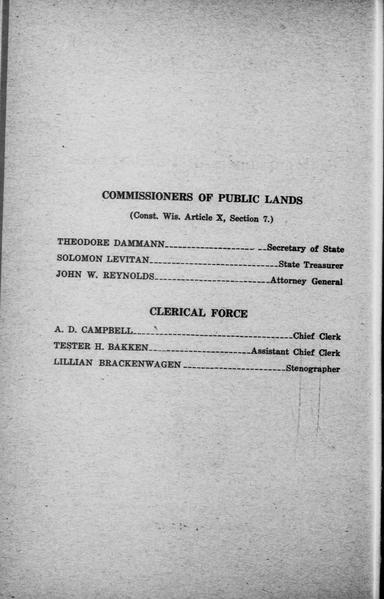 COMMISSIONERS OF PUBLIC LANDS
(Const. Wis. Article X, Section 7.)
THEODORE DAMMANN---------------------- --Secretary of State
SOLOMON LEVITAN--------------------------------State Treasurer
JOHN W. REYNOLDS-----------------------------Attorney General
CLERICAL FORCE
A. D. CAMPBELL----------------------------------------Chief Clerk
TESTER H. BAKKEN--------------------------Assistant Chief Clerk
LILLIAN BRACKENWAGEN --------------------------Stenographer